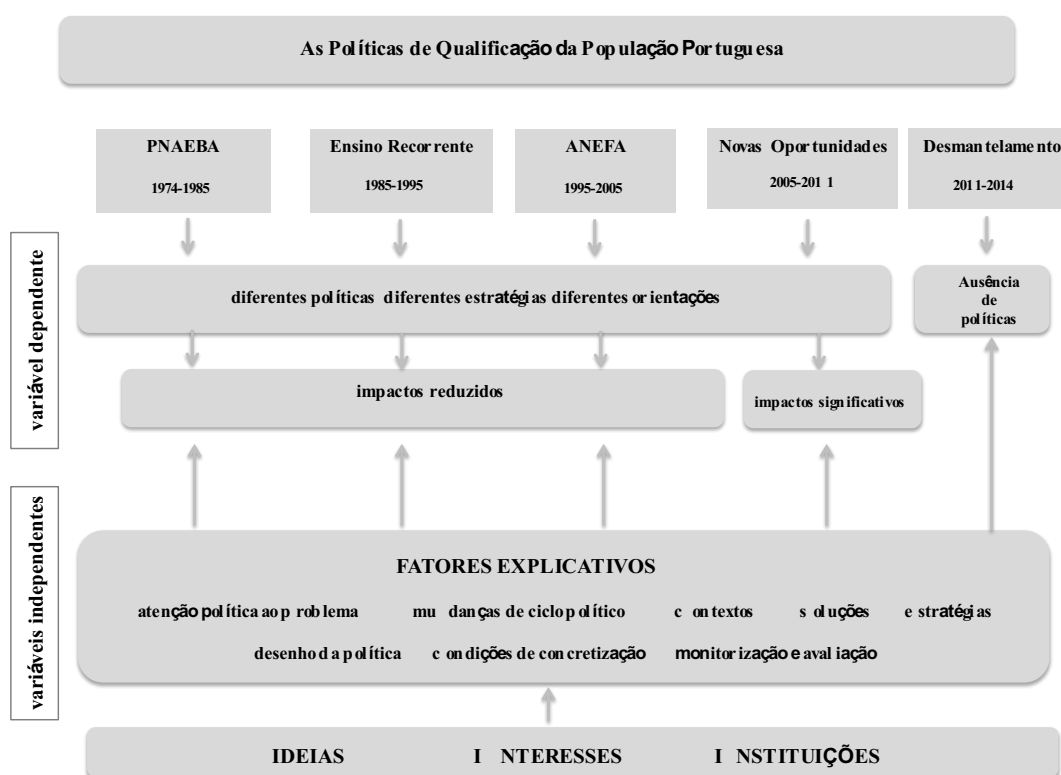 As Políticas de Qualificação da População Portuguesa
PNAEBA
1974-1985
Ensino Recorrente
1985-1995
ANEFA
1995-2005
Novas Oportunidades
2005-2011
Desmantelamento
2011-2014
variável dependente
diferentes políticas diferentes estratégias diferentes orientações
Ausência
de
políticas
impactos reduzidos
impactos significativos
variáveis independentes
FATORES EXPLICATIVOS
atenção política ao problema mudanças de ciclo político contextos soluções estratégias
desenho da política condições de concretização monitorização e avaliação
IDEIAS INTERESSES INSTITUIÇÕES